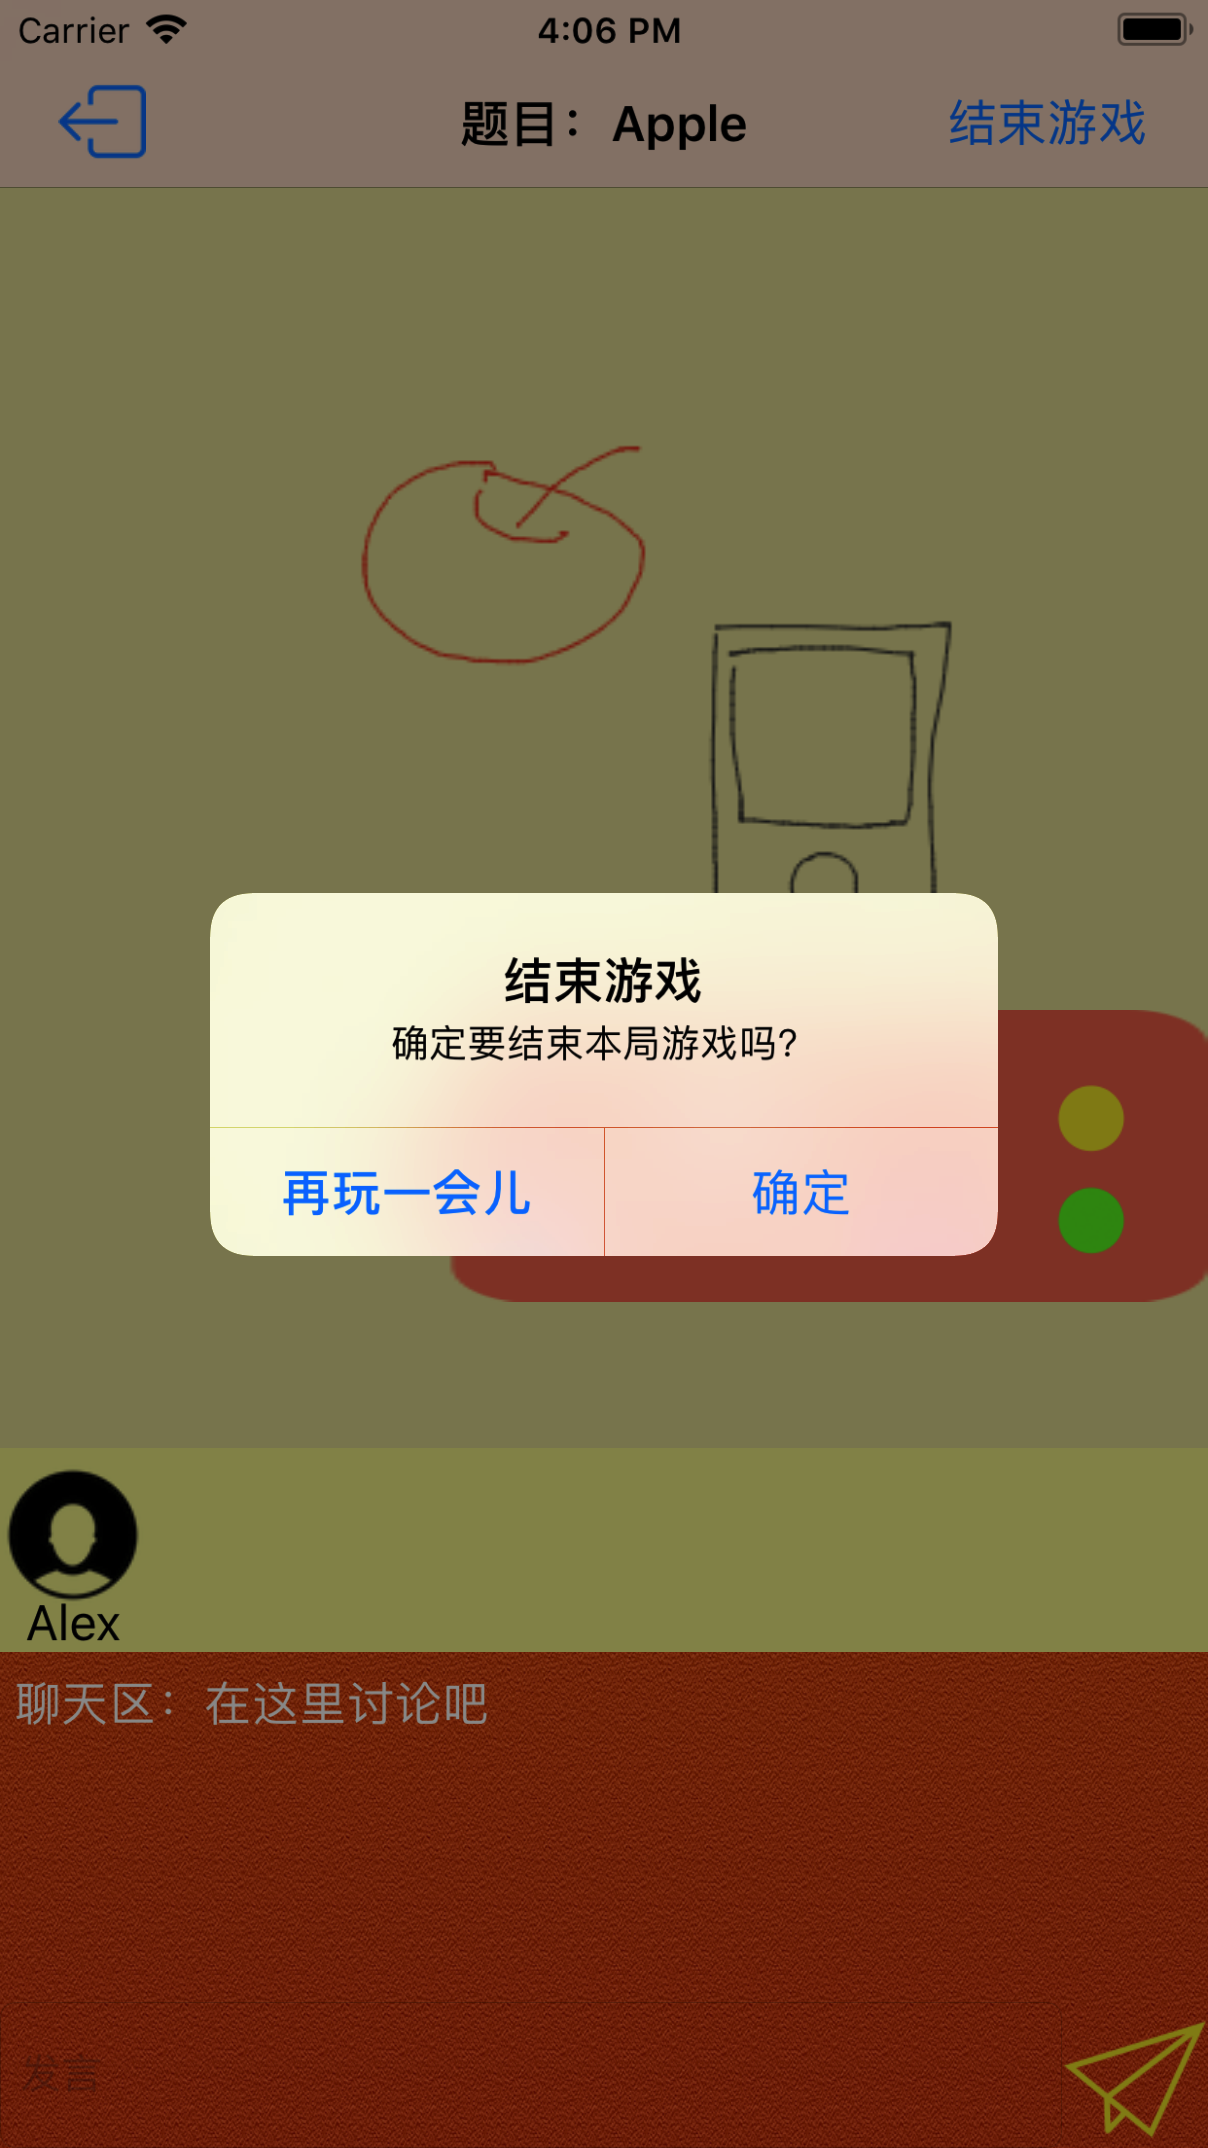 Carrier 4:06 PM
题目：Apple 结束游戏
结束游戏
确定要结束本局游戏吗？
再玩一会儿 确定
Alex
聊天区：在这里讨论吧
发言